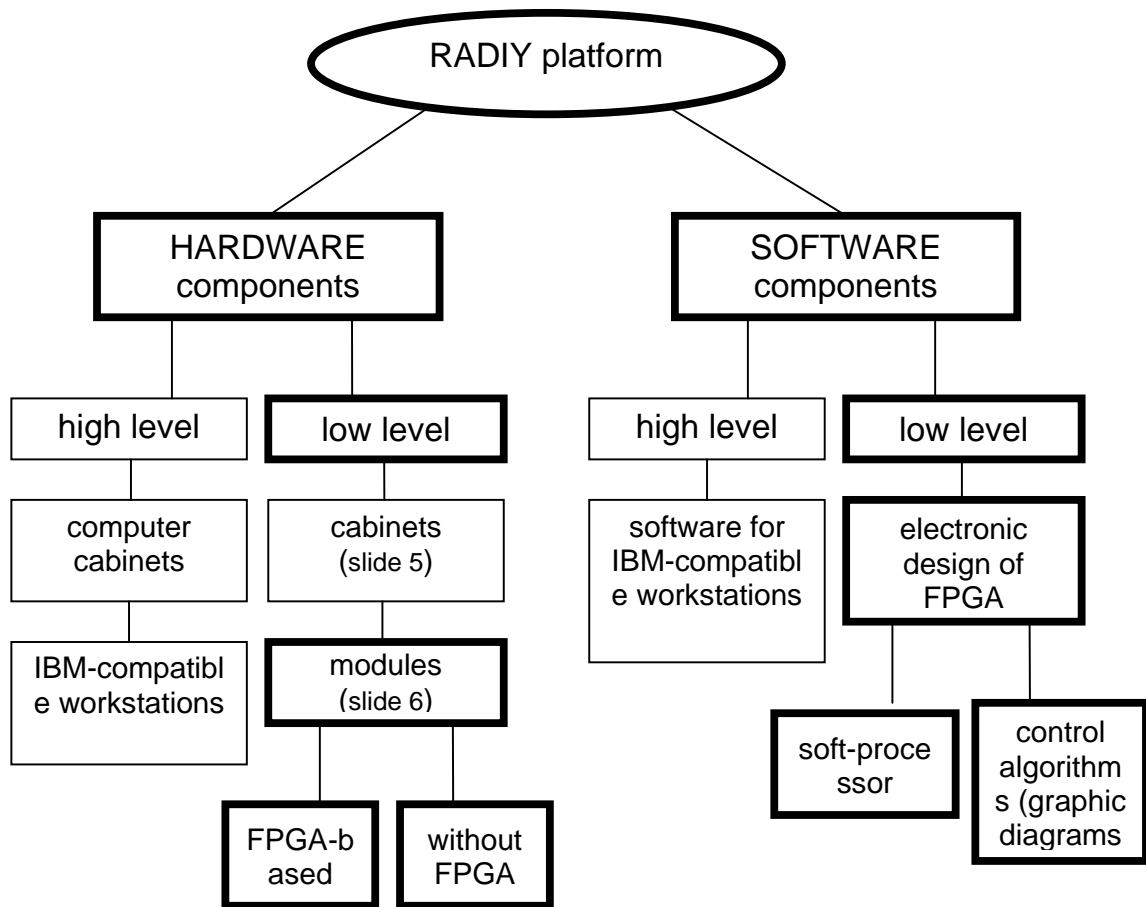 RADIY platform
HARDWARE
components
SOFTWARE
components
high level
low level
high level
low level
computer
cabinets
cabinets
(slide 5)
software for
IBM-compatibl
e workstations
electronic
design of
FPGA
IBM-compatibl
e workstations
modules
(slide 6)
soft-proce
ssor
control
algorithm
s (graphic
diagrams
FPGA-b
ased
without
FPGA